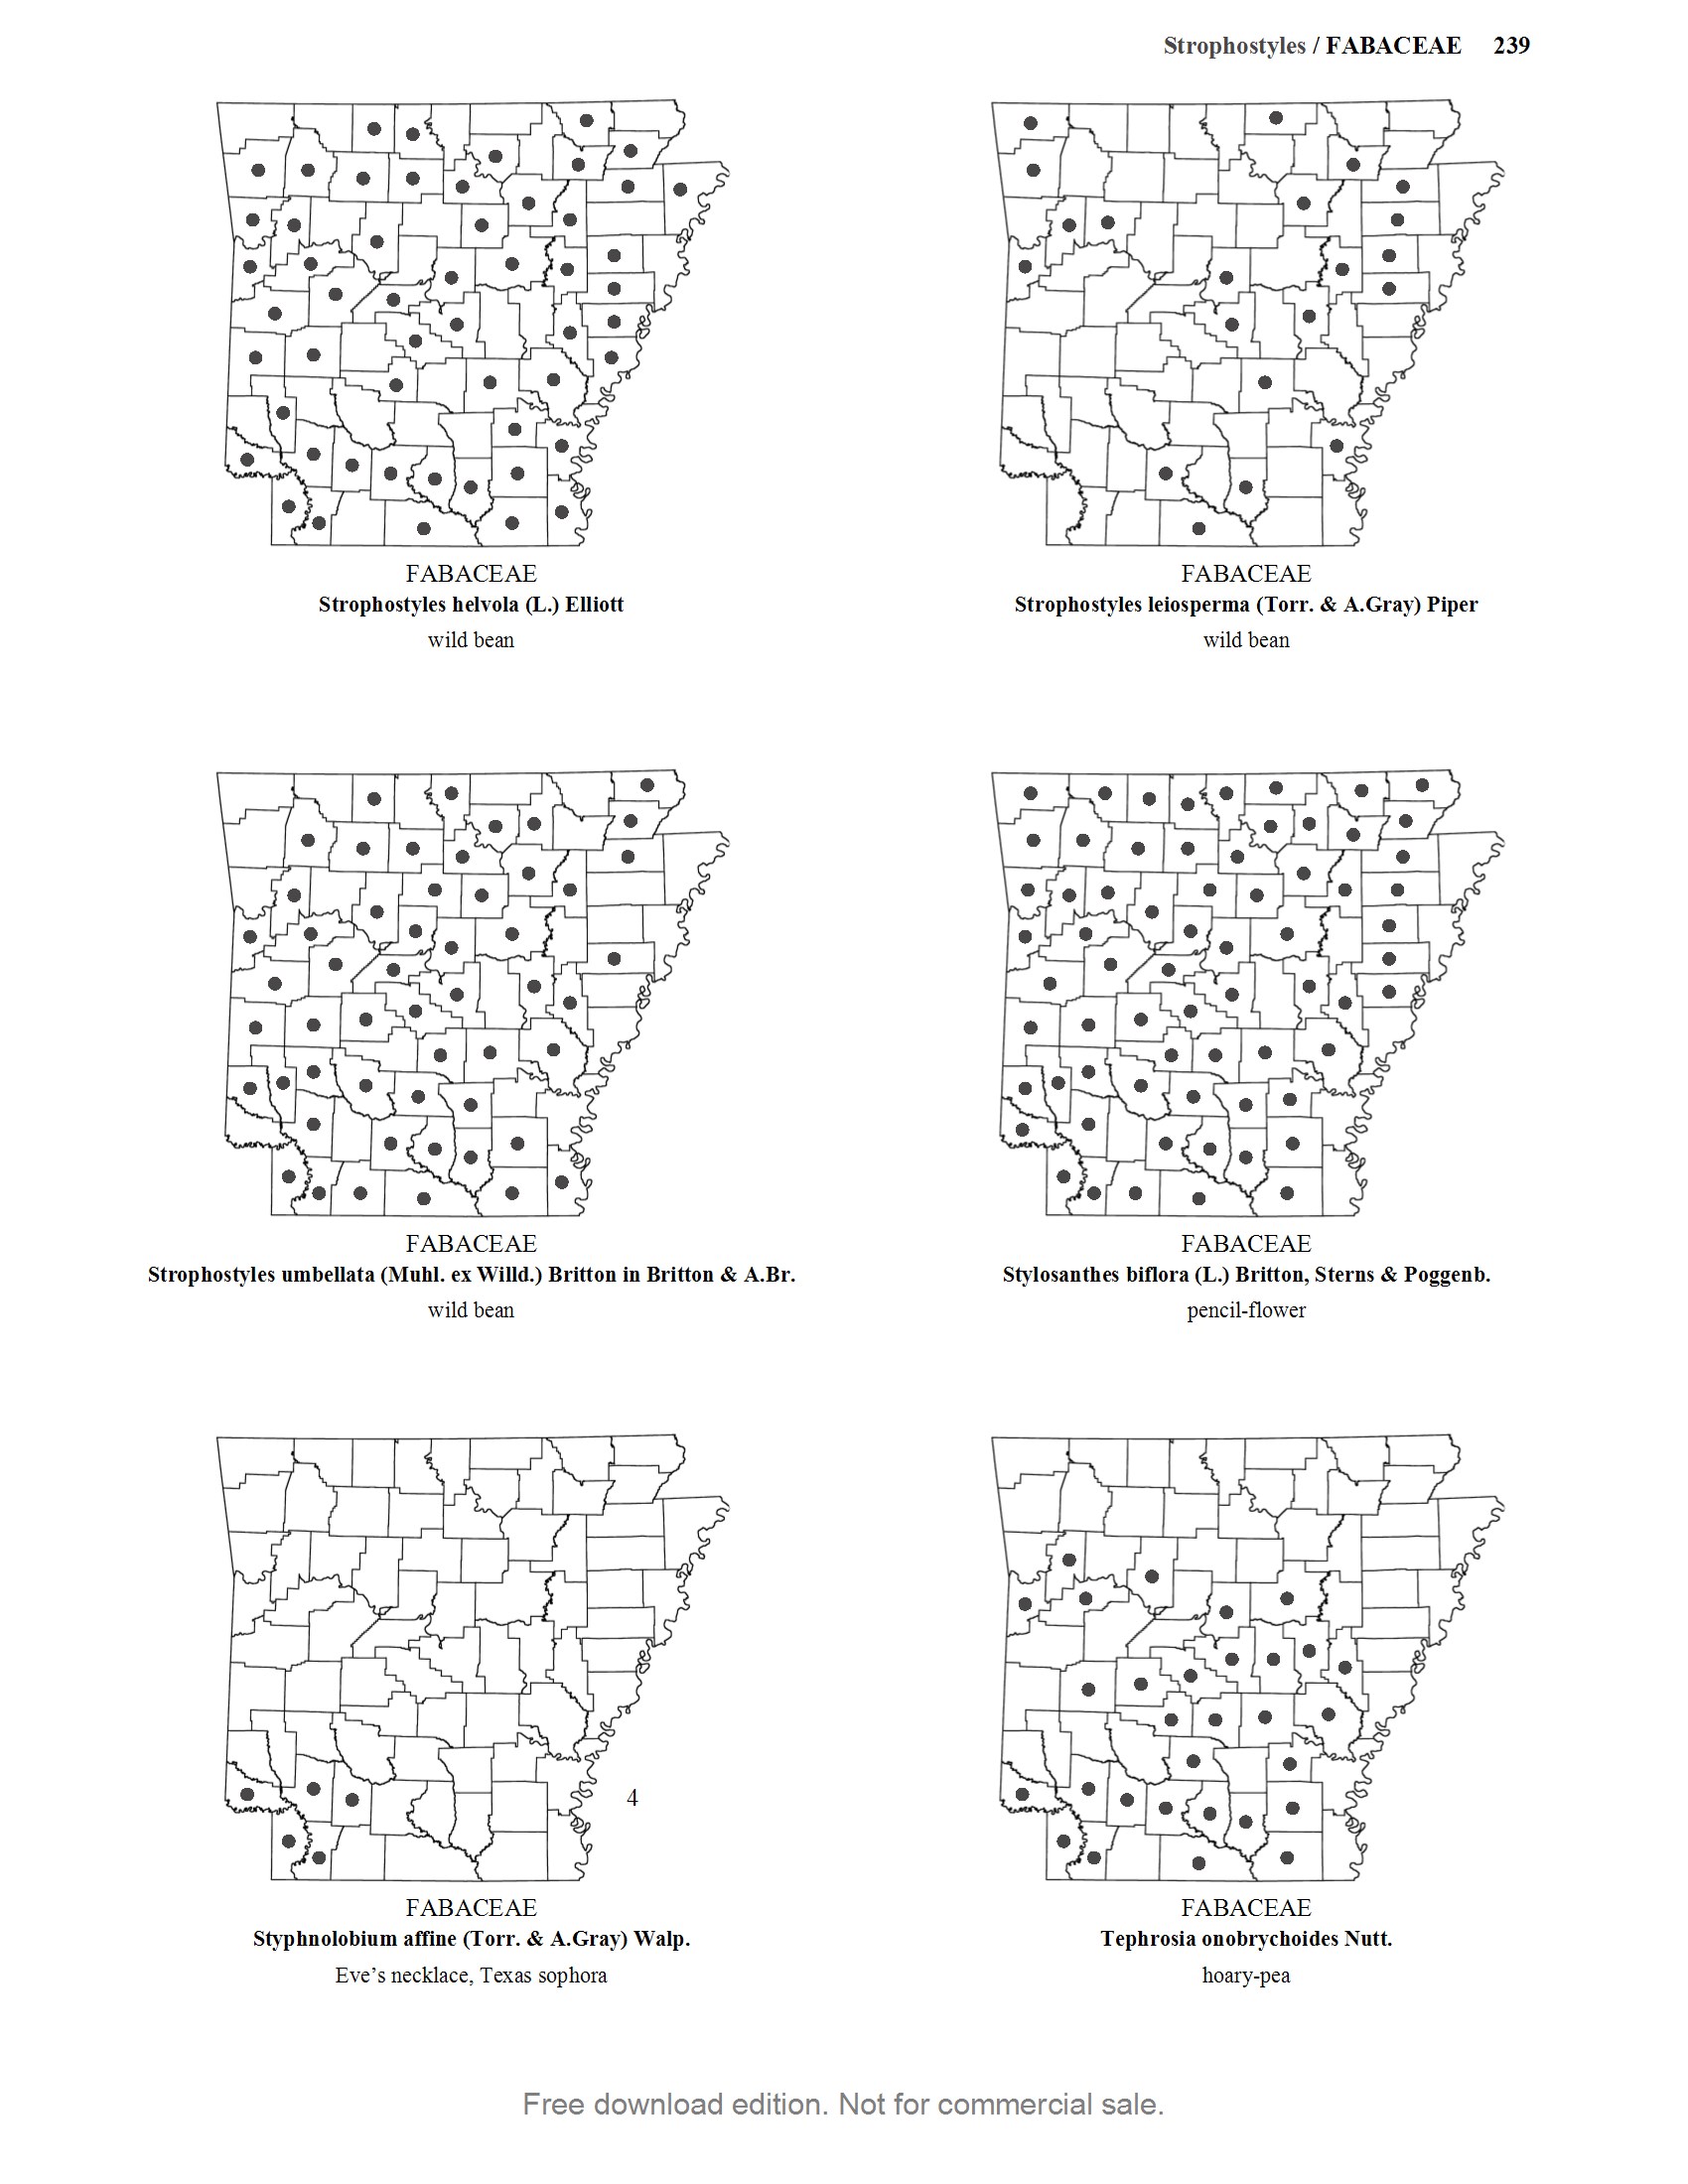 Strophostyles / FABACEAE 239
FABACEAE
Strophostyles helvola (L.) Elliott
wild bean
FABACEAE
Strophostyles leiosperma (Torr. & A.Gray) Piper
wild bean
FABACEAE
Strophostyles umbellata (Muhl. ex Willd.) Britton in Britton & A.Br.
wild bean
FABACEAE
Stylosanthes biflora (L.) Britton, Sterns & Poggenb.
pencil-flower
4
FABACEAE
Styphnolobium affine (Torr. & A.Gray) Walp.
Eve’s necklace, Texas sophora
FABACEAE
Tephrosia onobrychoides Nutt.
hoary-pea
Free download edition. Not for commercial sale.